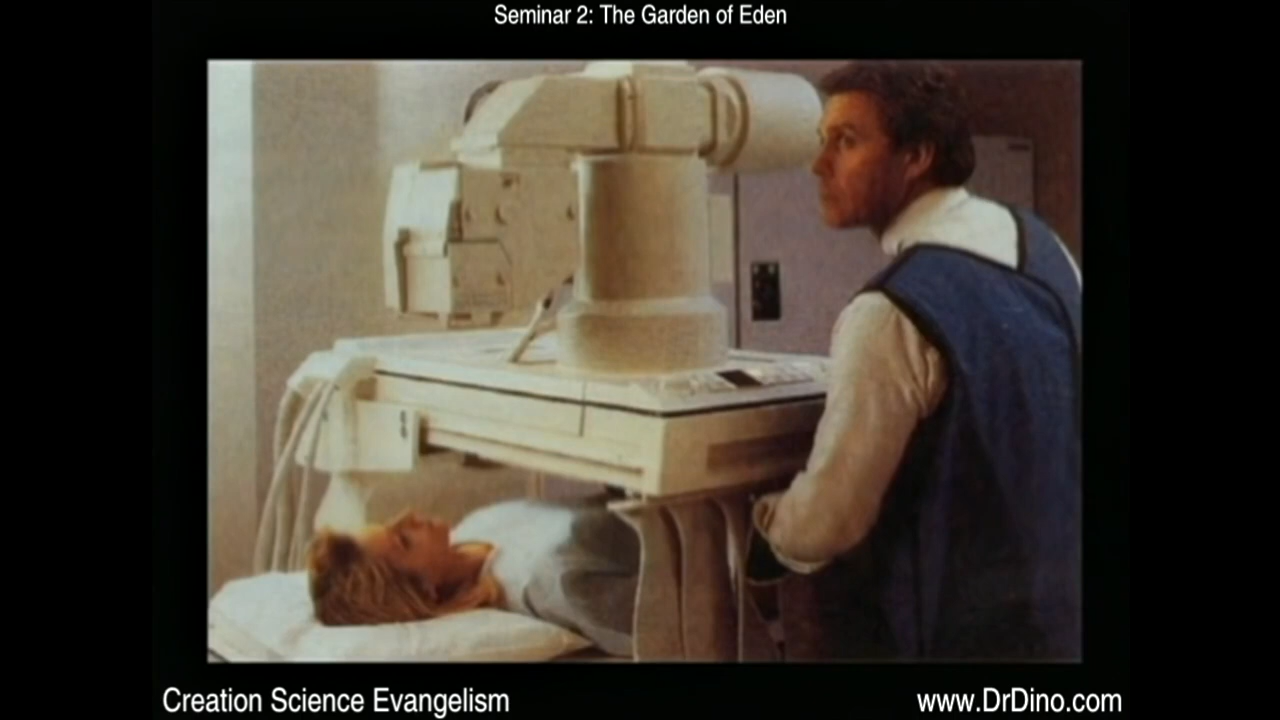 Seminar 2: The Garden of Eden
Creation Science Evangelism
www.DrDino.com